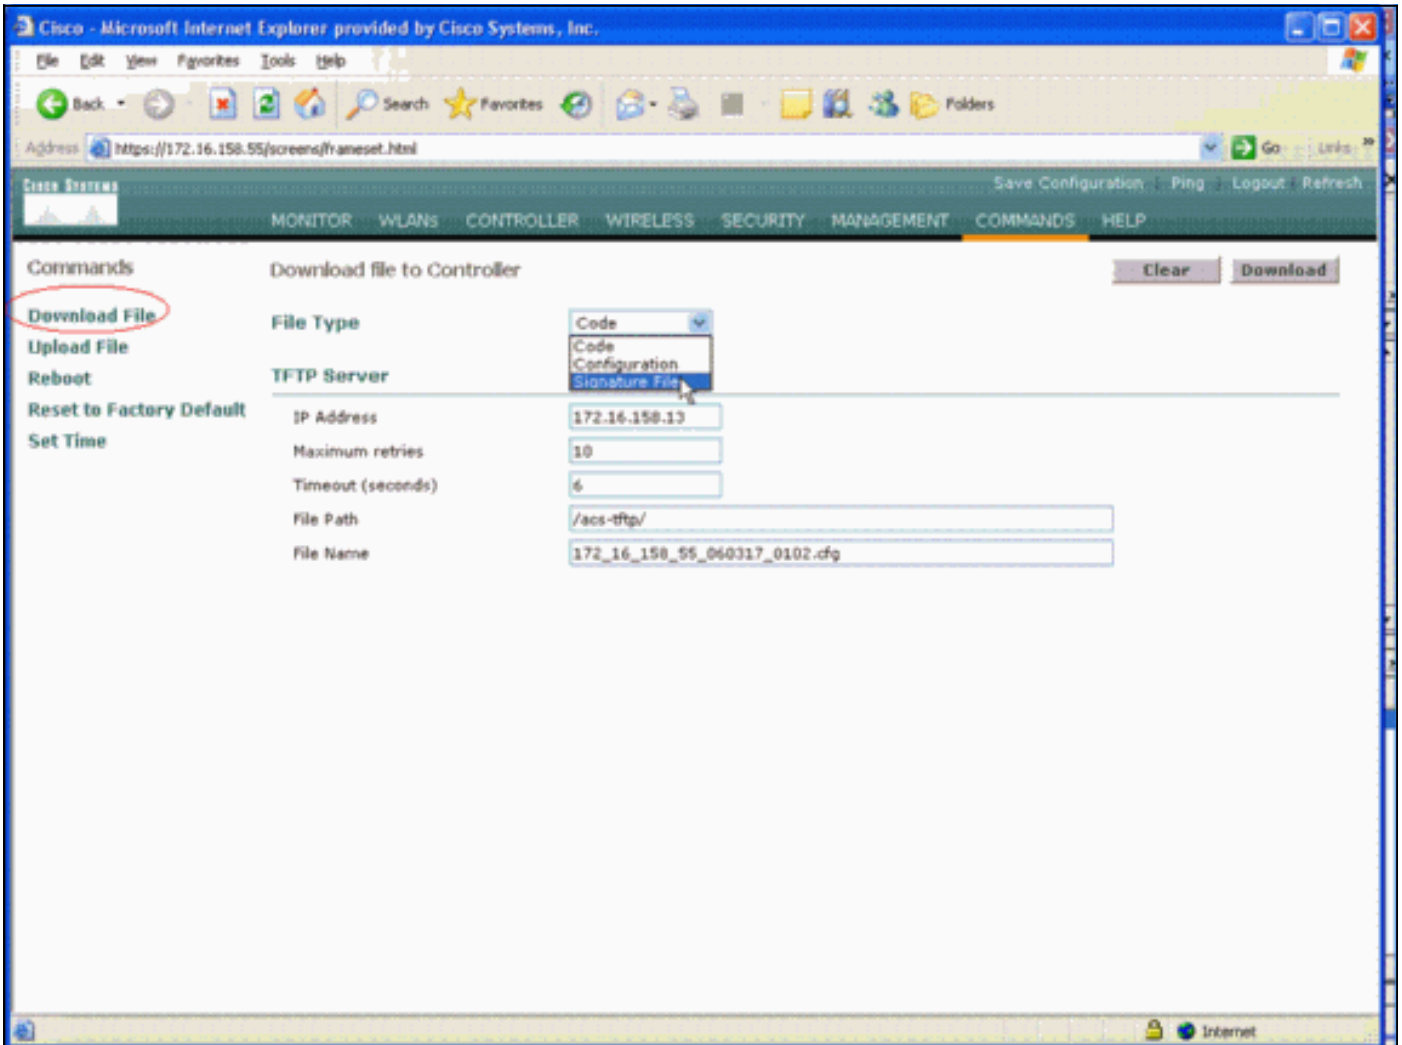 Cisco - Microsoft Internet Explorer provided by Cisco Systems, Inc.
File Edit View Favorites Tools Help
Back Search Favorites Folders
Address https://172.16.158.55/screens/frameset.html Go Links »
Cisco Systems
Save Configuration Ping Logout Refresh
MONITOR WLANs CONTROLLER WIRELESS SECURITY MANAGEMENT COMMANDS HELP
Commands
Download File
Upload File
Reboot
Reset to Factory Default
Set Time
Download file to Controller Clear Download
File Type Code
Code
Configuration
Signature File
TFTP Server
IP Address 172.16.158.13
Maximum retries 10
Timeout (seconds) 6
File Path /acs-tftp/
File Name 172_16_158_55_060317_0102.cfg
Internet